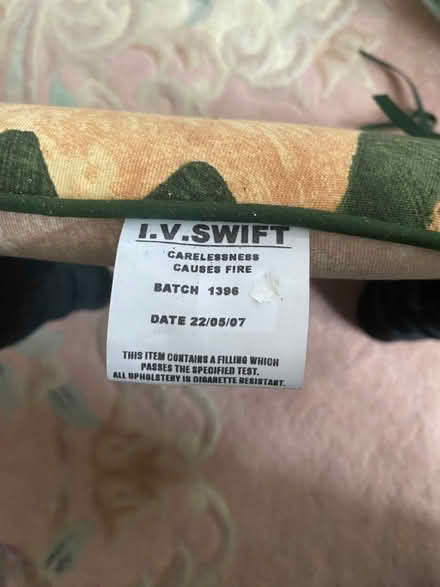 I.V.SWIFT
CARELESSNESS
CAUSES FIRE
BATCH 1396
DATE 22/05/07
THIS ITEM CONTAINS A FILLING WHICH
PASSES THE SPECIFIED TEST.
ALL UPHOLSTERY IS CIGARETTE RESISTANT.